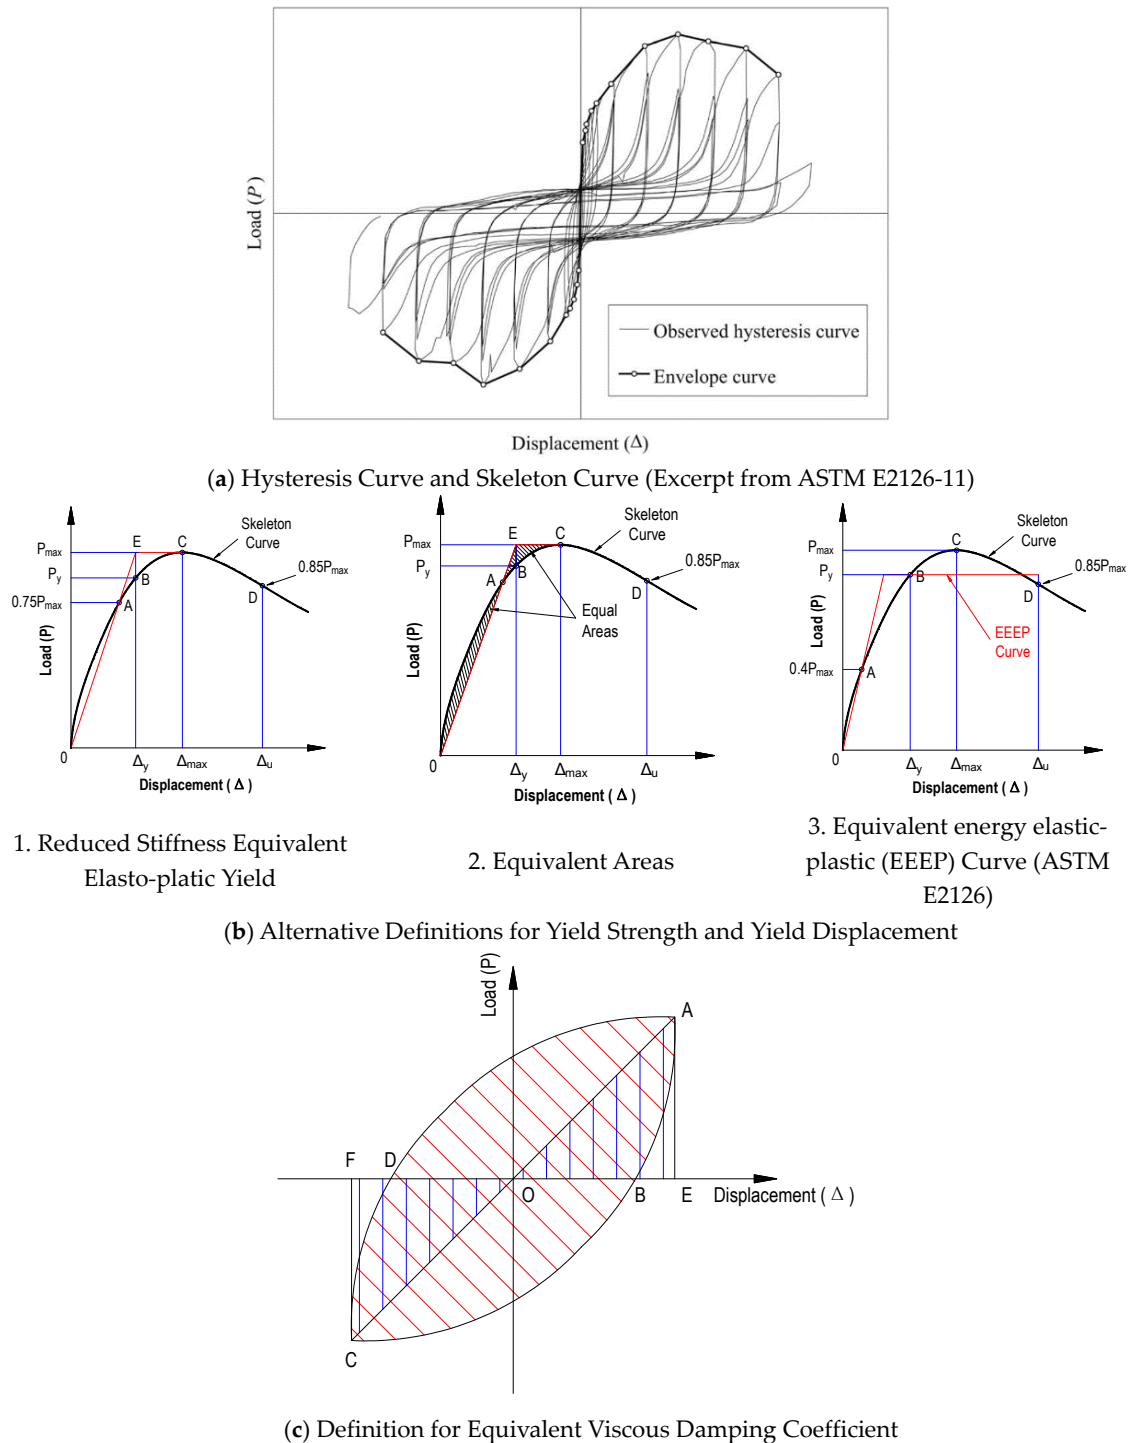 Load (P)
Observed hysteresis curve
Envelope curve
Displacement (Δ)
(a) Hysteresis Curve and Skeleton Curve (Excerpt from ASTM E2126-11)
Pmax
Py
0.75Pmax
Load (P)
E
C
B
A
D
Skeleton
Curve
0.85Pmax
0
Δy
Δmax
Δu
Displacement ( Δ )
1. Reduced Stiffness Equivalent
Elasto-platic Yield
Pmax
Py
Load (P)
E
C
A
B
D
Skeleton
Curve
0.85Pmax
Equal
Areas
0
Δy
Δmax
Δu
Displacement ( Δ )
2. Equivalent Areas
Pmax
Py
0.4Pmax
Load (P)
C
B
A
D
Skeleton
Curve
0.85Pmax
EEEP
Curve
0
Δy
Δmax
Δu
Displacement ( Δ )
3. Equivalent energy elastic-
plastic (EEEP) Curve (ASTM
E2126)
(b) Alternative Definitions for Yield Strength and Yield Displacement
Load (P)
A
F
D
O
B
E
Displacement ( Δ )
C
(c) Definition for Equivalent Viscous Damping Coefficient